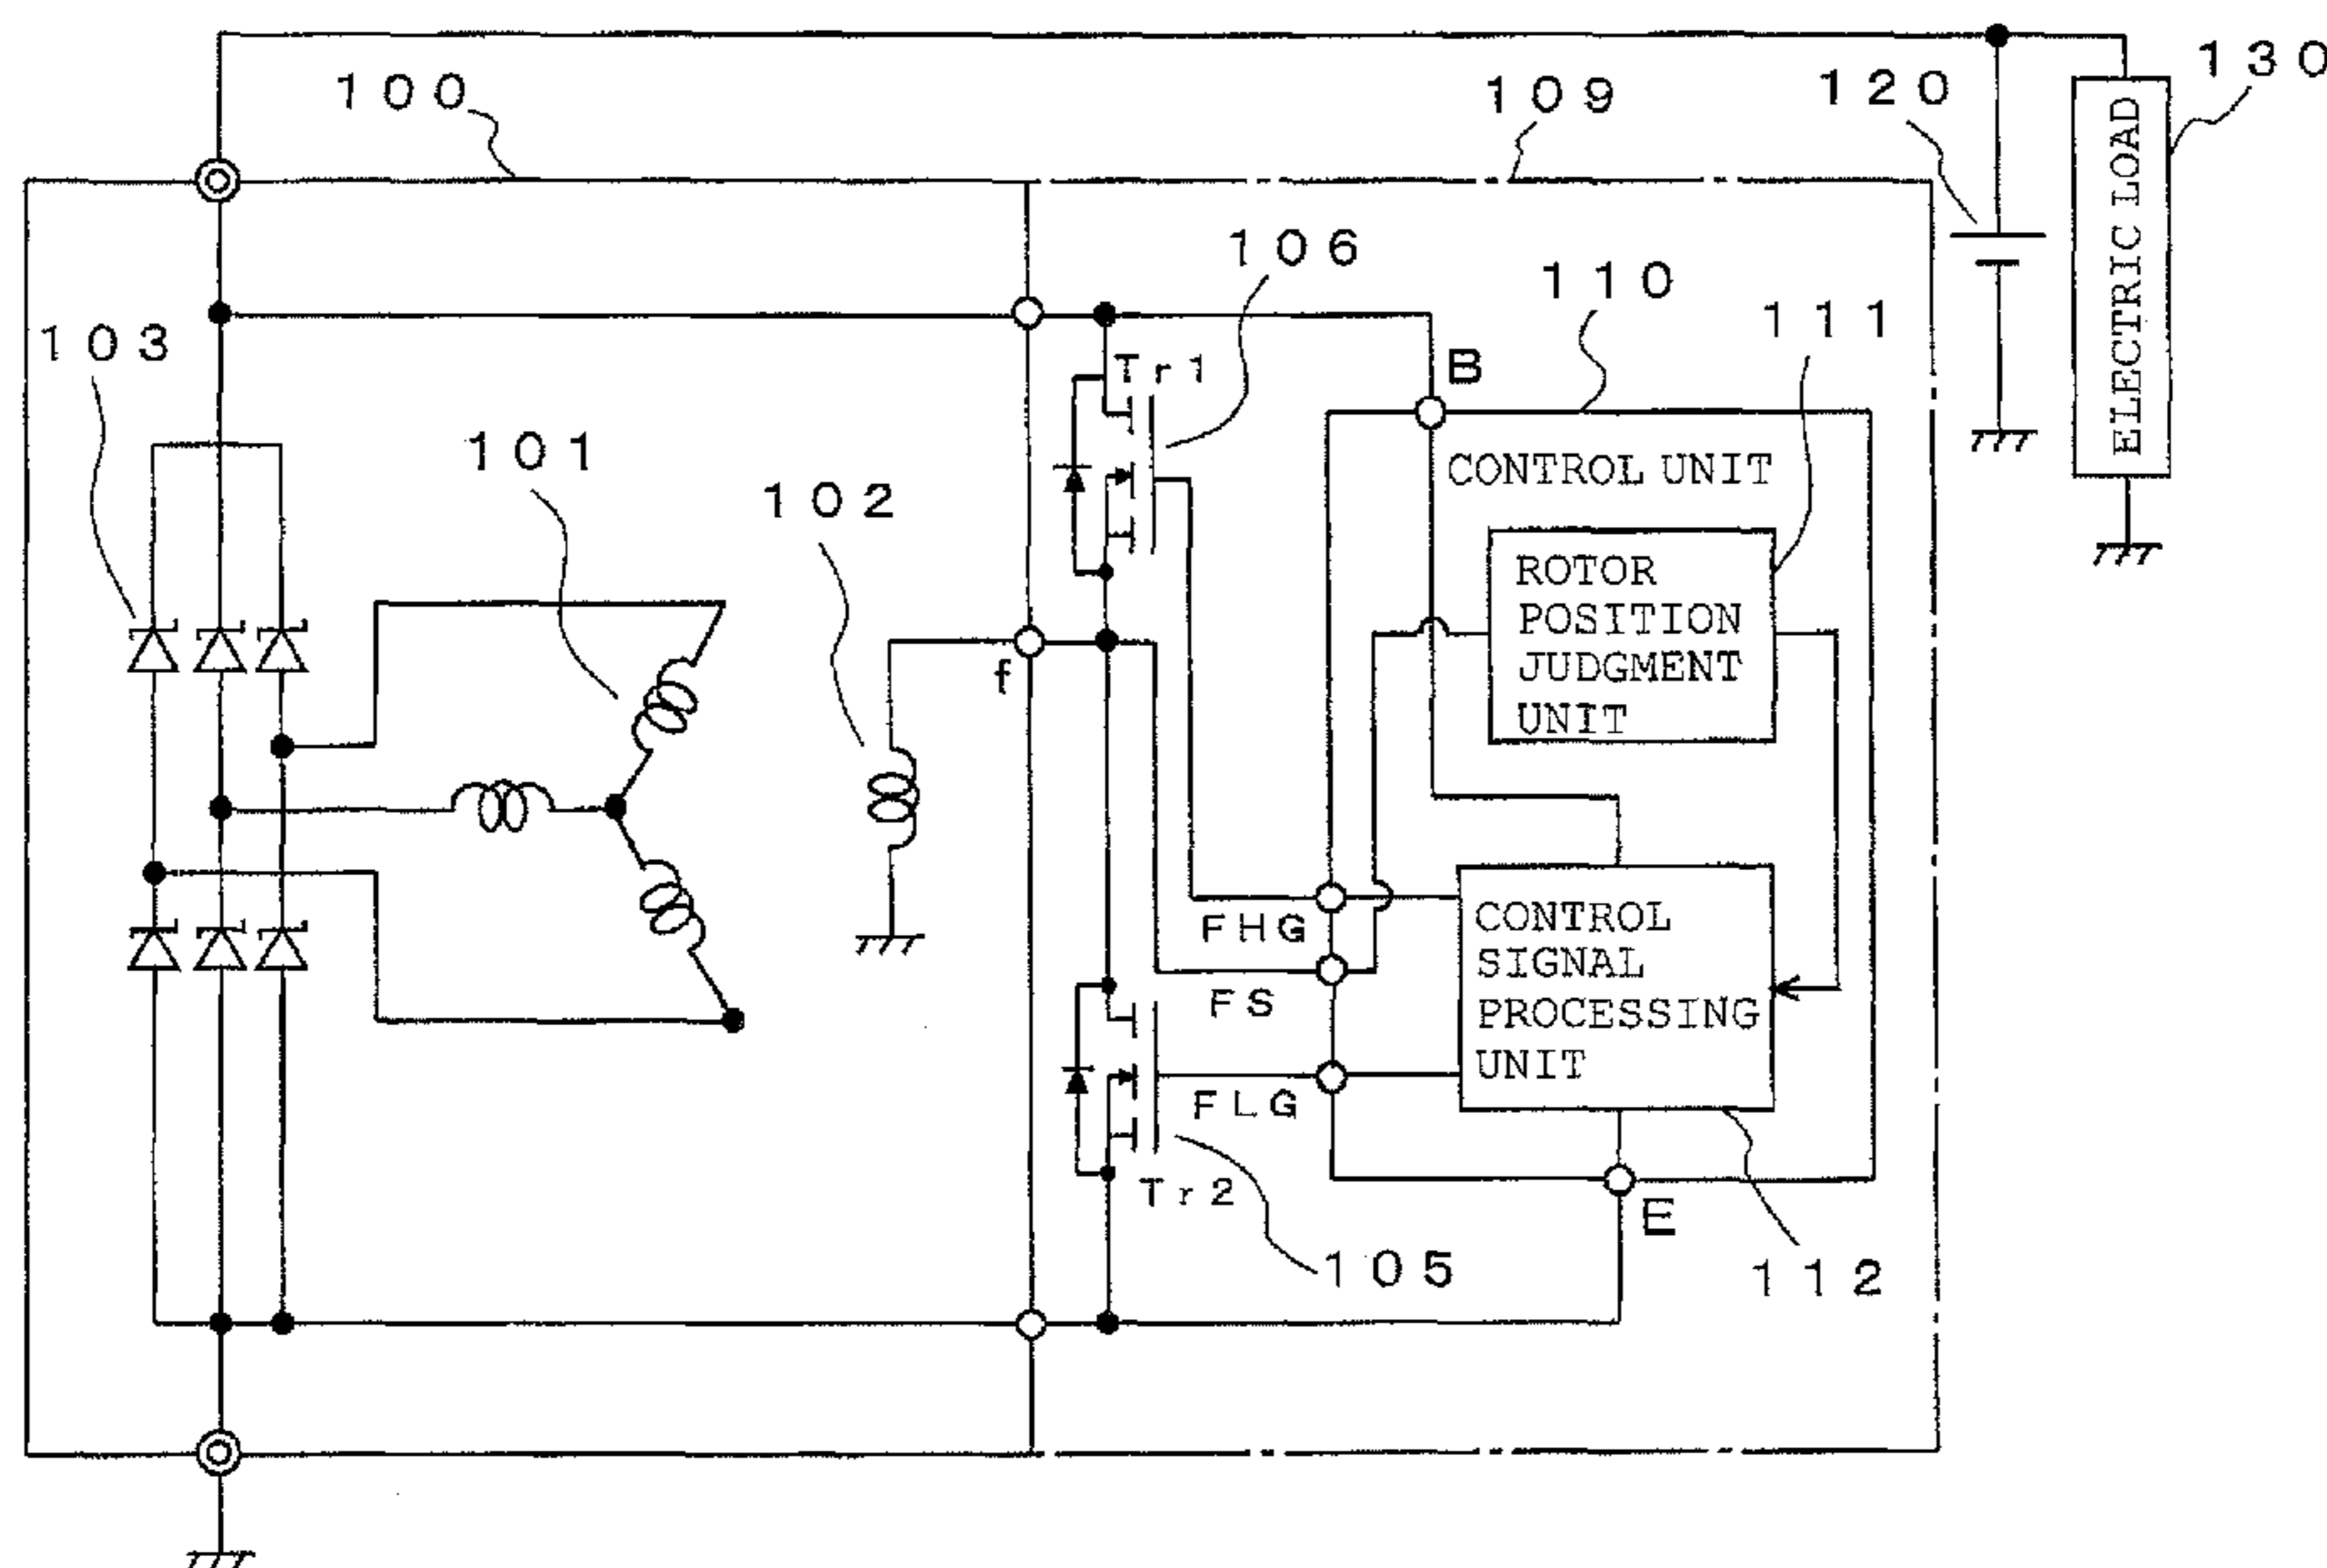 100
109
120
130
ELECTRIC LOAD
106
110
111
103
Tr1
B
101
102
CONTROL UNIT
ROTOR
POSITION
JUDGMENT
UNIT
f
FHG
FS
FLG
CONTROL
SIGNAL
PROCESSING
UNIT
Tr2
E
105
112